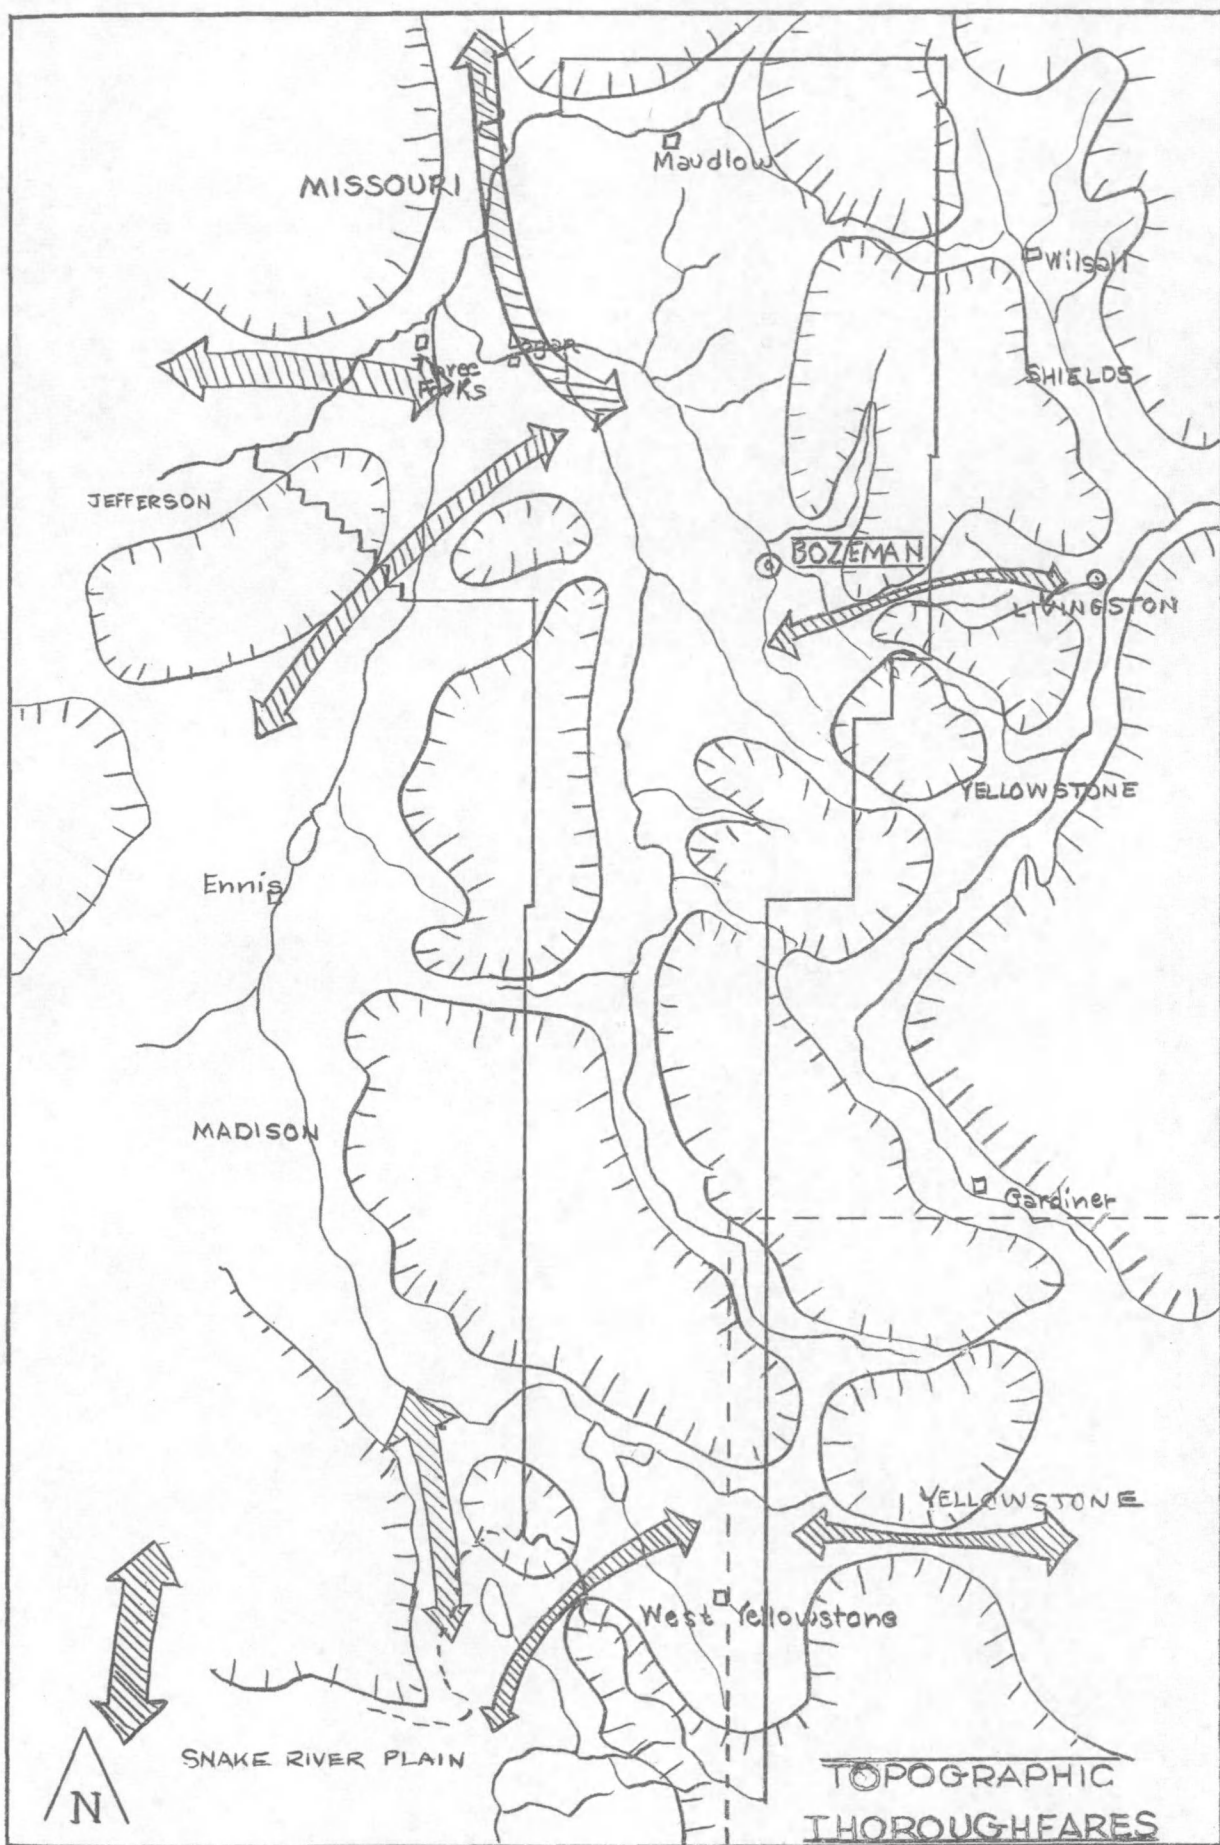 MISSOURI
Maudlow
Wilsall
Logan
Three
Forks
SHIELDS
JEFFERSON
BOZEMAN
LIVINGSTON
YELLOWSTONE
Ennis
MADISON
Gardiner
YELLOWSTONE
West Yellowstone
SNAKE RIVER PLAIN
N
TOPOGRAPHIC
THOROUGHFARES